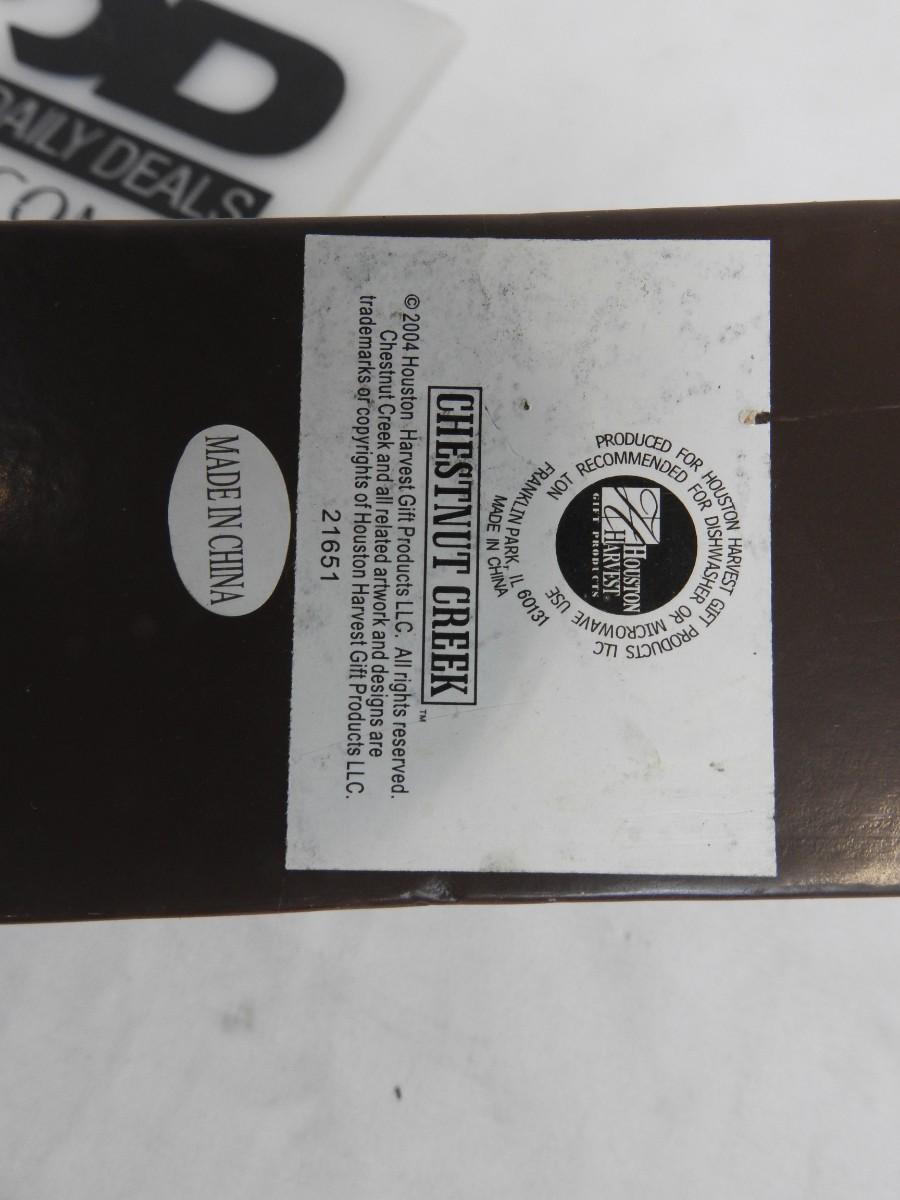 DAILY DEALS
PRODUCED FOR HOUSTON HARVEST GIFT PRODUCTS LLC
NOT RECOMMENDED FOR DISHWASHER OR MICROWAVE USE
HOUSTON
HARVEST®
GIFT PRODUCTS
FRANKLIN PARK, IL 60131
MADE IN CHINA
CHESTNUT CREEK™
© 2004 Houston Harvest Gift Products LLC. All rights reserved.
Chestnut Creek and all related artwork and designs are
trademarks or copyrights of Houston Harvest Gift Products LLC.
21651
MADE IN CHINA